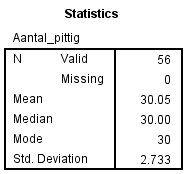 Statistics
Aantal_pittig
N Valid 56
Missing 0
Mean 30.05
Median 30.00
Mode 30
Std. Deviation 2.733